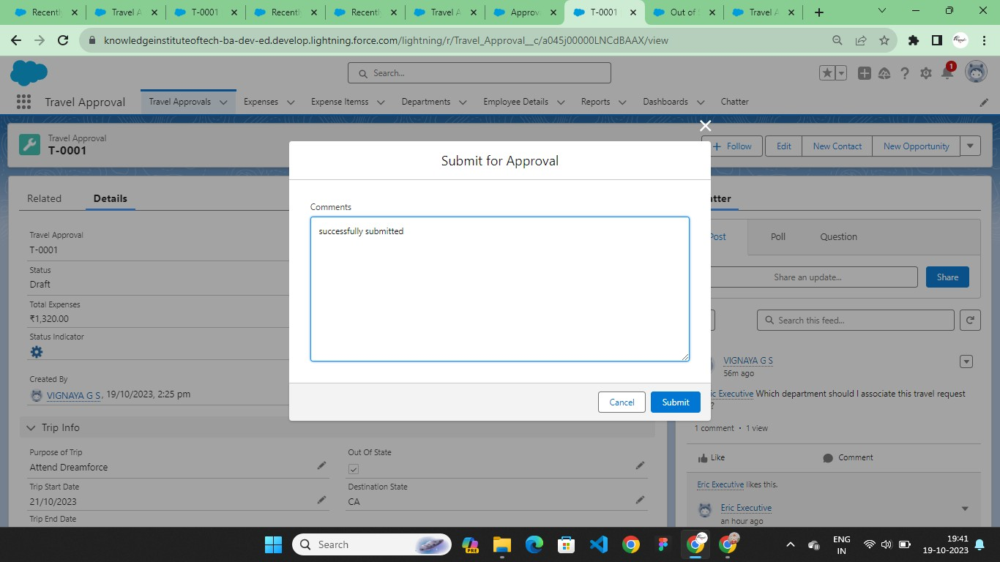 Recentl
Travel A
T-0001
Recentl
Recentl
Travel A
Approva
T-0001
Out of S
Travel A
knowledgeinstituteoftech-ba-dev-ed.develop.lightning.force.com/lightning/r/Travel_Approval__c/a045j00000LNCdBAAX/view
Search...
1
Travel Approval
Travel Approvals
Expenses
Expense Itemss
Departments
Employee Details
Reports
Dashboards
Chatter
Travel Approval
T-0001
Follow
Edit
New Contact
New Opportunity
Submit for Approval
Comments
successfully submitted
Cancel
Submit
Related
Details
Travel Approval
T-0001
Status
Draft
Total Expenses
₹1,320.00
Status Indicator
Created By
VIGNAYA G S, 19/10/2023, 2:25 pm
Trip Info
Purpose of Trip
Attend Dreamforce
Out Of State
Trip Start Date
21/10/2023
Destination State
CA
Trip End Date
atter
Post
Poll
Question
Share an update...
Share
Search this feed...
VIGNAYA G S
56m ago
ic Executive Which department should I associate this travel request
?
1 comment • 1 view
Like
Comment
Eric Executive likes this.
Eric Executive
an hour ago
Search
PRE
ENG
IN
19:41
19-10-2023